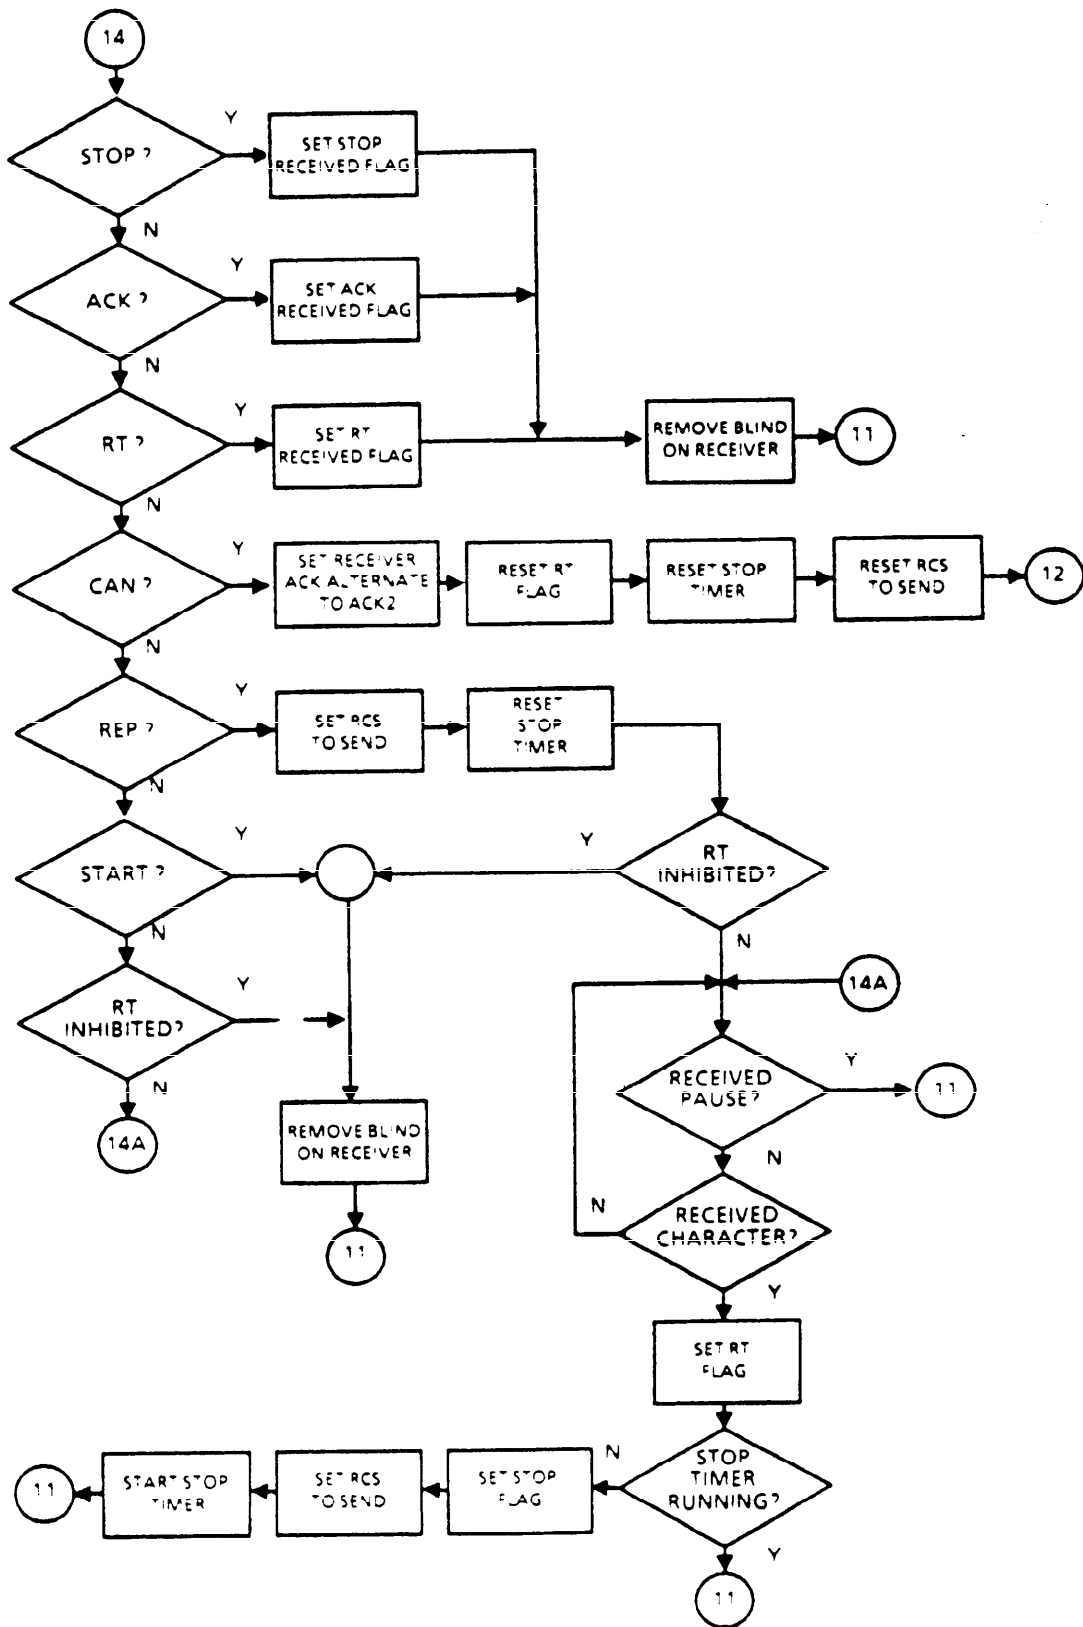 14
Y
STOP ?
SET STOP
RECEIVED FLAG
N
Y
ACK ?
SET ACK
RECEIVED FLAG
N
Y
RT ?
SET RT
RECEIVED FLAG
REMOVE BLIND
ON RECEIVER
11
N
Y
CAN ?
SET RECEIVER
ACK ALTERNATE
TO ACK2
RESET RT
FLAG
RESET STOP
TIMER
RESET RCS
TO SEND
12
N
Y
REP ?
SET RCS
TO SEND
RESET
STOP
TIMER
N
Y
START ?
Y
RT
INHIBITED?
N
N
Y
RT
INHIBITED?
14A
N
14A
RECEIVED
PAUSE?
Y
11
REMOVE BLIND
ON RECEIVER
N
N
RECEIVED
CHARACTER?
11
Y
SET RT
FLAG
STOP
TIMER
RUNNING?
N
SET STOP
FLAG
SET RCS
TO SEND
START STOP
TIMER
11
Y
11